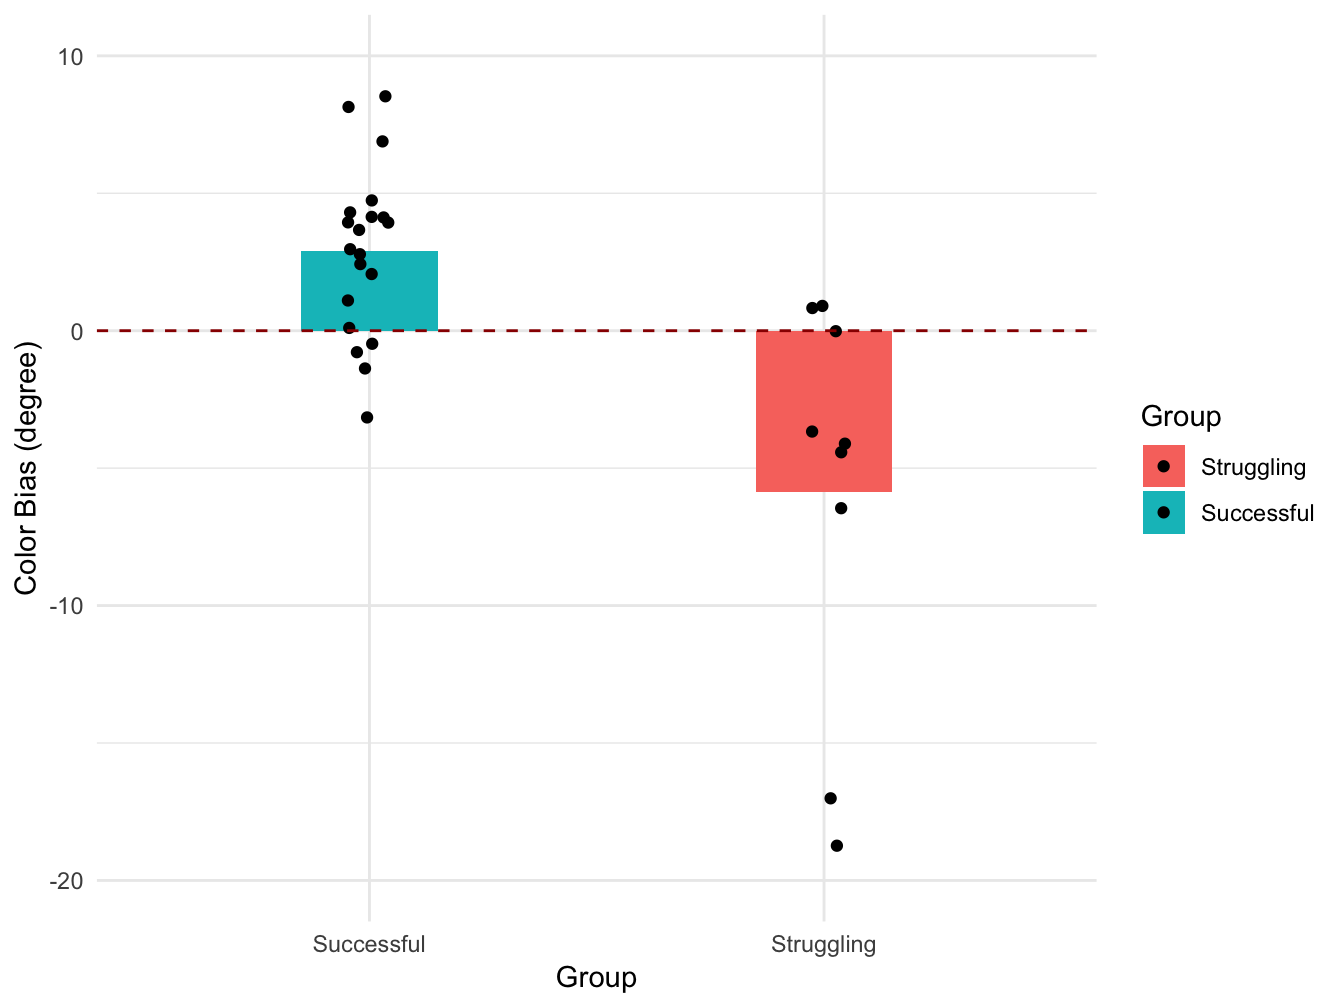 10
0
-10
-20
Color Bias (degree)
Successful
Struggling
Group
Group
Struggling
Successful